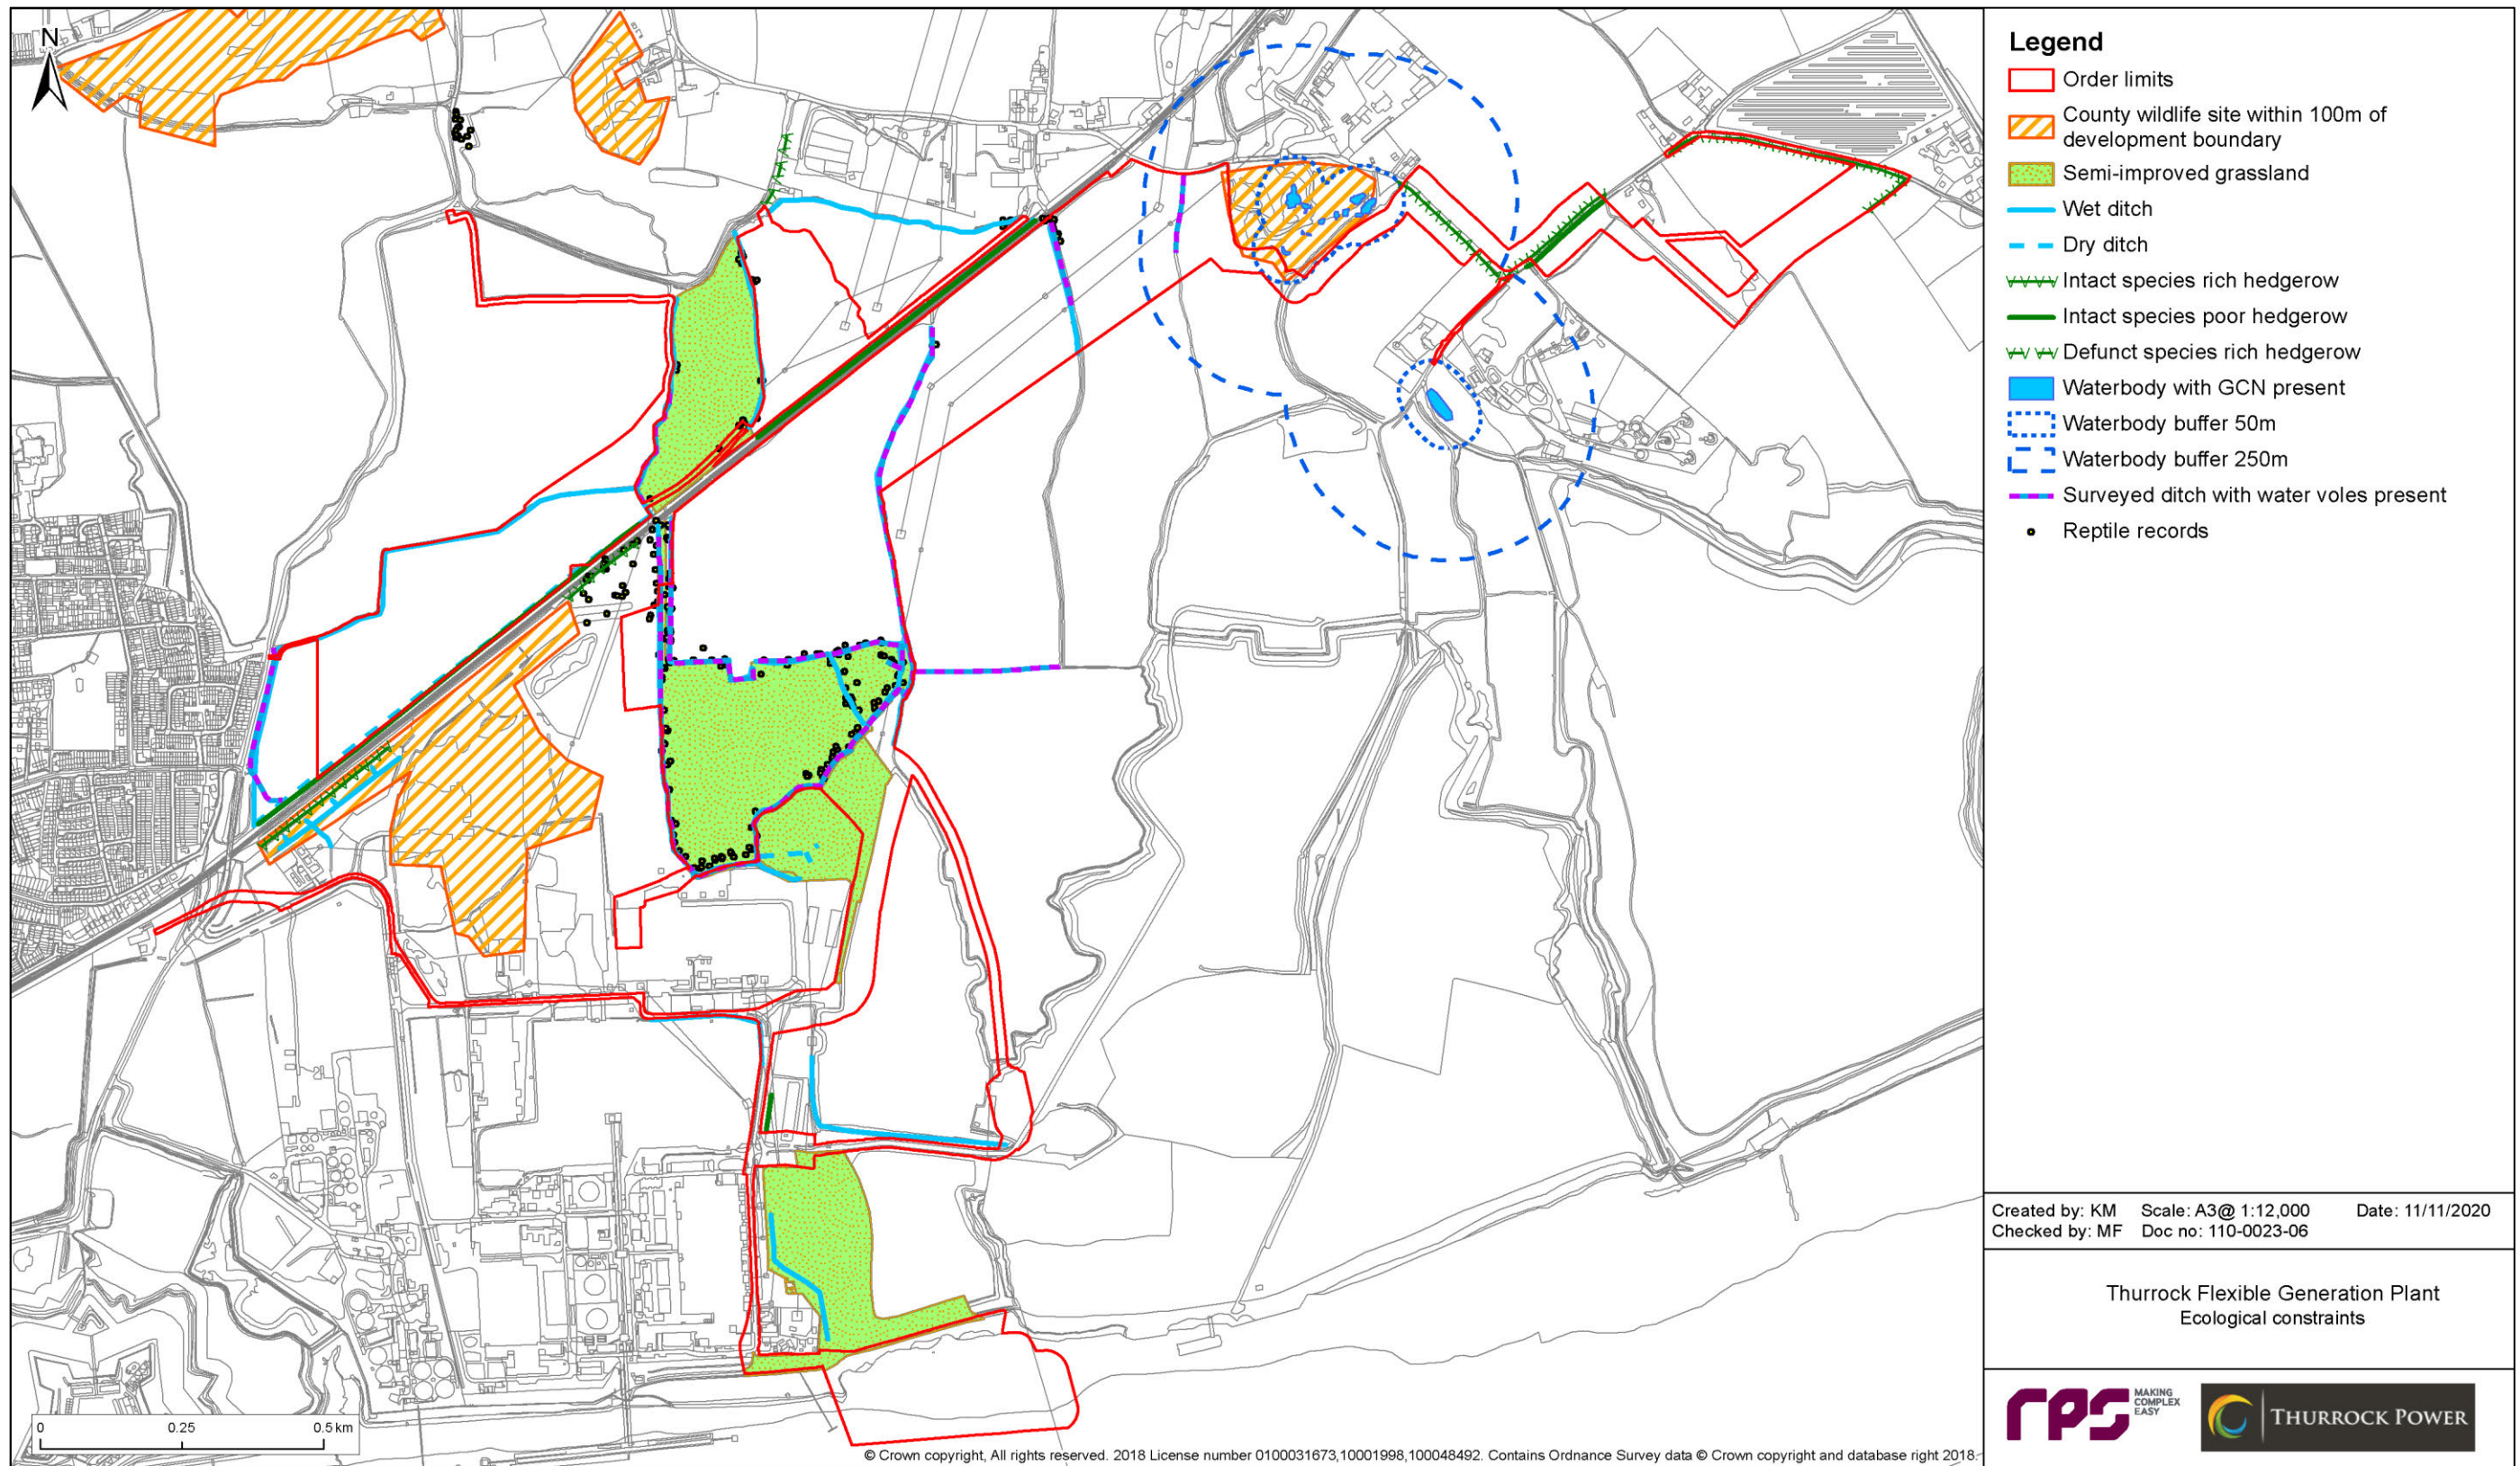 N
Legend
Order limits
County wildlife site within 100m of
development boundary
Semi-improved grassland
Wet ditch
Dry ditch
Intact species rich hedgerow
Intact species poor hedgerow
Defunct species rich hedgerow
Waterbody with GCN present
Waterbody buffer 50m
Waterbody buffer 250m
Surveyed ditch with water voles present
Reptile records
Created by: KM Scale: A3@ 1:12,000 Date: 11/11/2020
Checked by: MF Doc no: 110-0023-06
Thurrock Flexible Generation Plant
Ecological constraints
rps MAKING
COMPLEX
EASY
THURROCK POWER
0 0.25 0.5 km
© Crown copyright, All rights reserved. 2018 License number 0100031673,10001998,100048492. Contains Ordnance Survey data © Crown copyright and database right 2018.